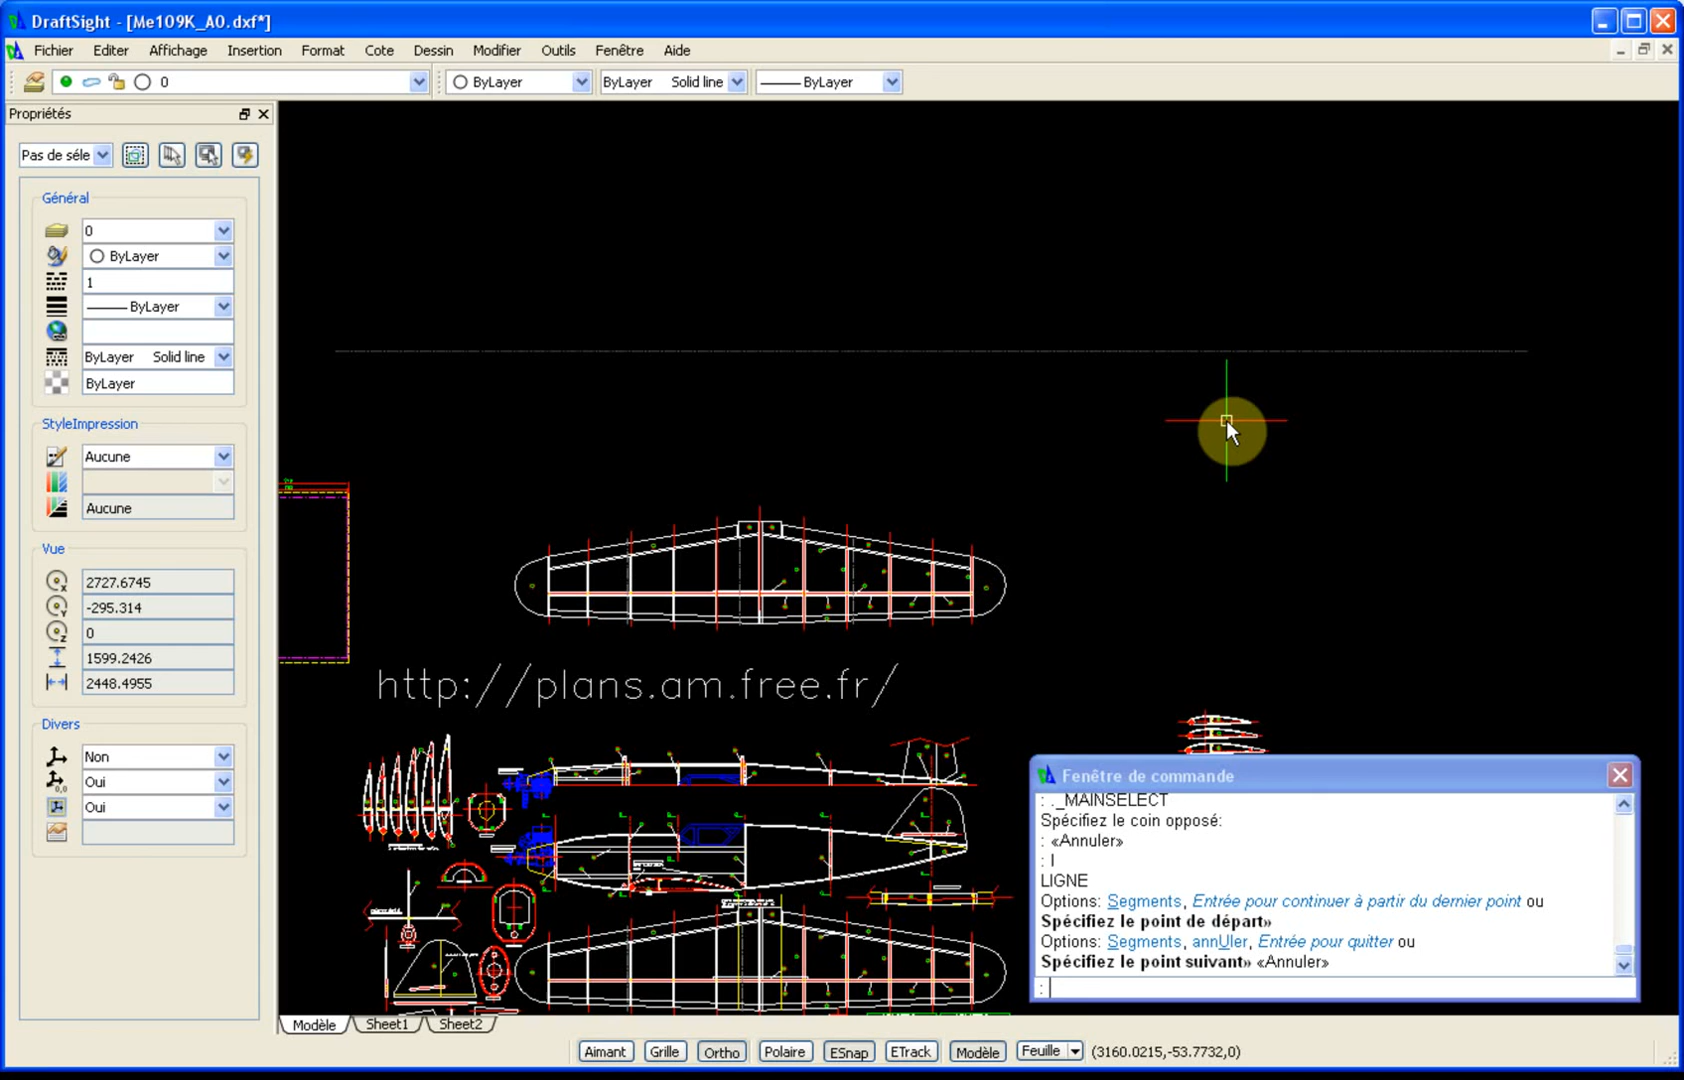 DraftSight - [Me109K_A0.dxf*]
Fichier Editer Affichage Insertion Format Cote Dessin Modifier Outils Fenêtre Aide
0 ByLayer ByLayer Solid line ByLayer
Propriétés
Pas de séle
Général
0
ByLayer
1
ByLayer
ByLayer Solid line
ByLayer
StyleImpression
Aucune
Aucune
Vue
2727.6745
-295.314
0
1599.2426
2448.4955
Divers
Non
Oui
Oui
http://plans.am.free.fr/
Fenêtre de commande
: ._MAINSELECT
Spécifiez le coin opposé:
: «Annuler»
: l
LIGNE
Options: Segments, Entrée pour continuer à partir du dernier point ou
Spécifiez le point de départ»
Options: Segments, annUler, Entrée pour quitter ou
Spécifiez le point suivant» «Annuler»
:
Modèle Sheet1 Sheet2
Aimant Grille Ortho Polaire ESnap ETrack Modèle Feuille (3160.0215,-53.7732,0)